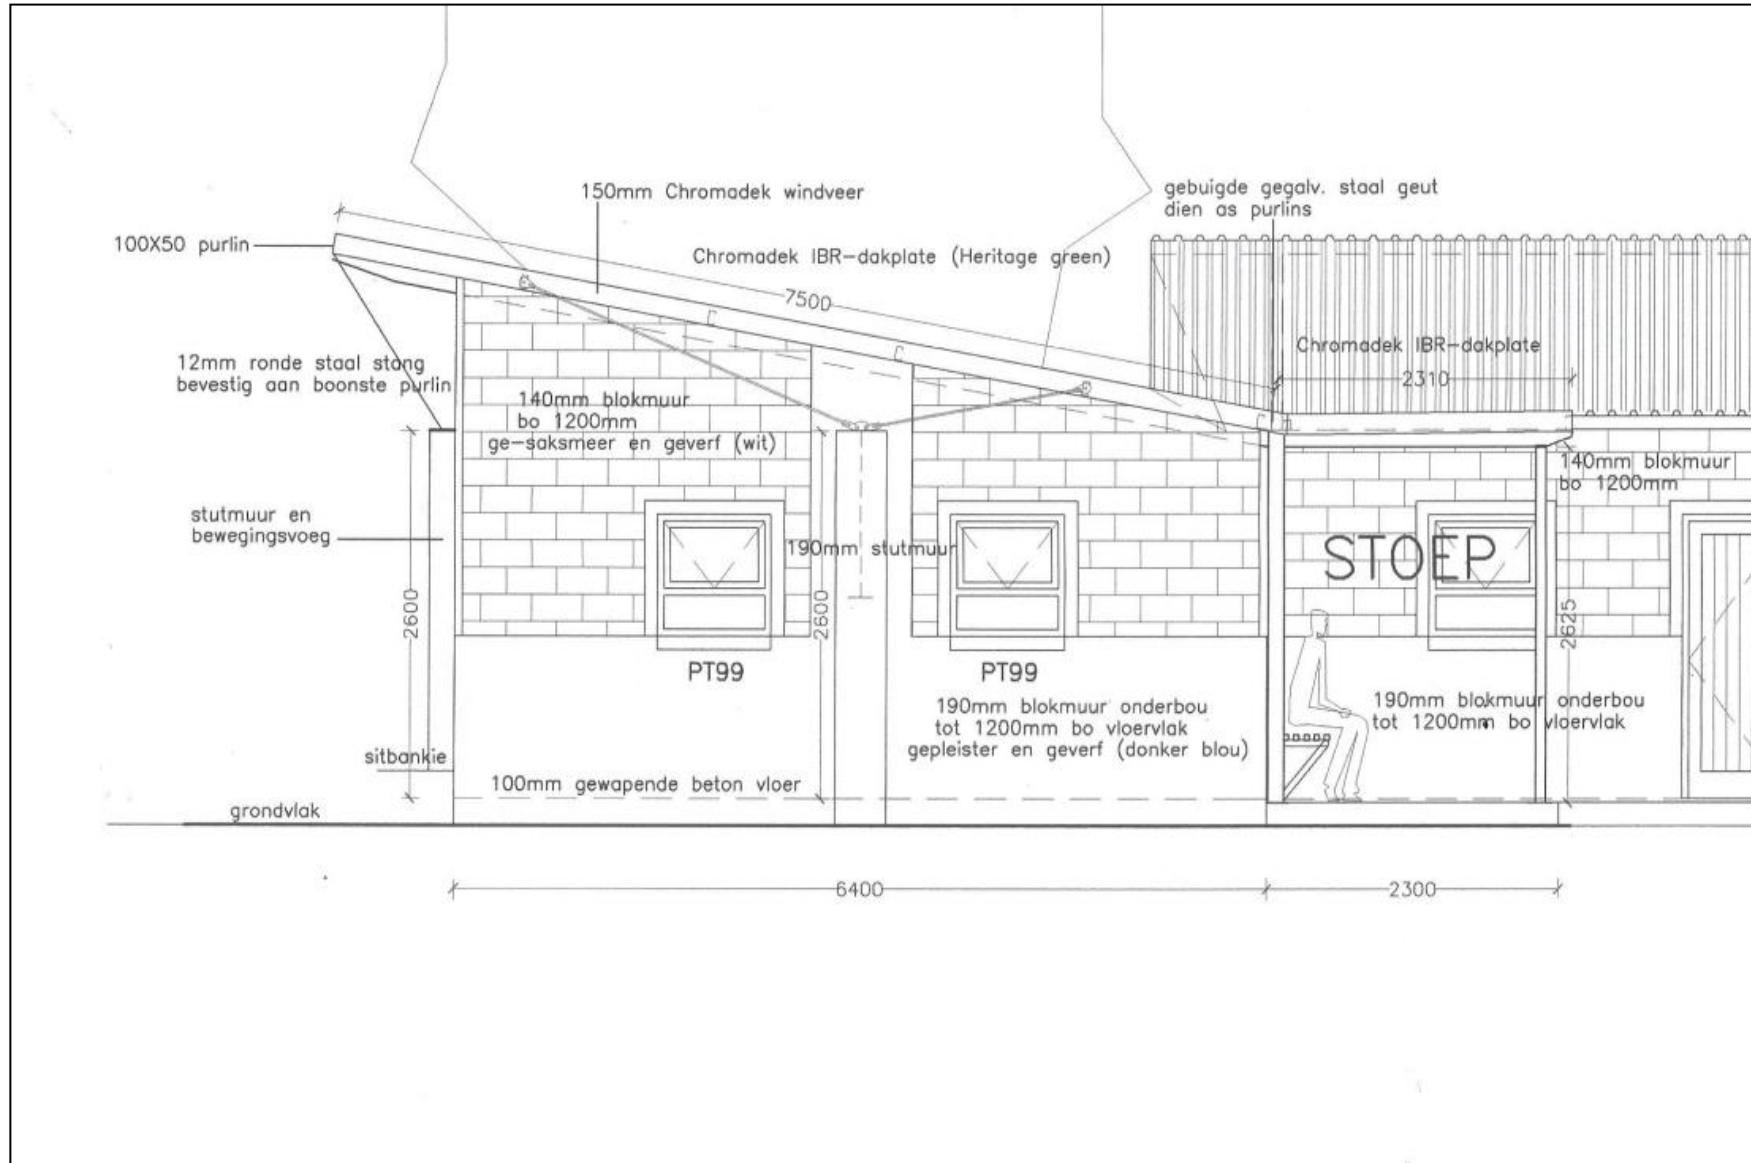 150mm Chromadek windveer
gebuigde gegalv. staal geut
dien as purlins
100X50 purlin
Chromadek IBR-dakplate (Heritage green)
7500
Chromadek IBR-dakplate
2310
12mm ronde staal stang
bevestig aan boonste purlin
140mm blokmuur
bo 1200mm
ge-saksmeer en geverf (wit)
140mm blokmuur
bo 1200mm
stutmuur en
bewegingsvoeg
190mm stutmuur
STOEP
2600
2600
2625
PT99
PT99
190mm blokmuur onderbou
tot 1200mm bo vloervlak
gepleister en geverf (donker blou)
190mm blokmuur onderbou
tot 1200mm bo vloervlak
sitbankie
100mm gewapende beton vloer
grondvlak
6400
2300